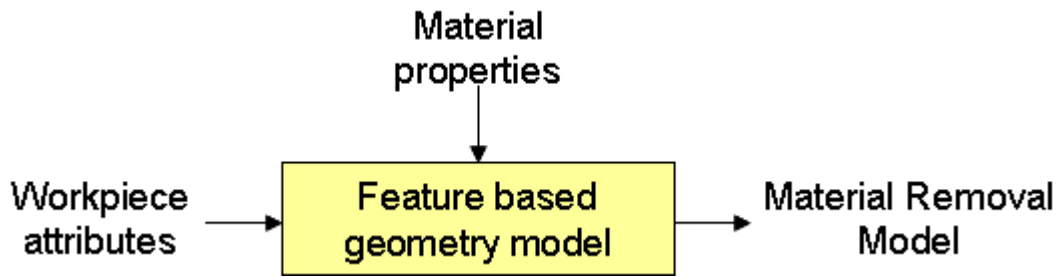 Material
properties
Workpiece
attributes
Feature based
geometry model
Material Removal
Model